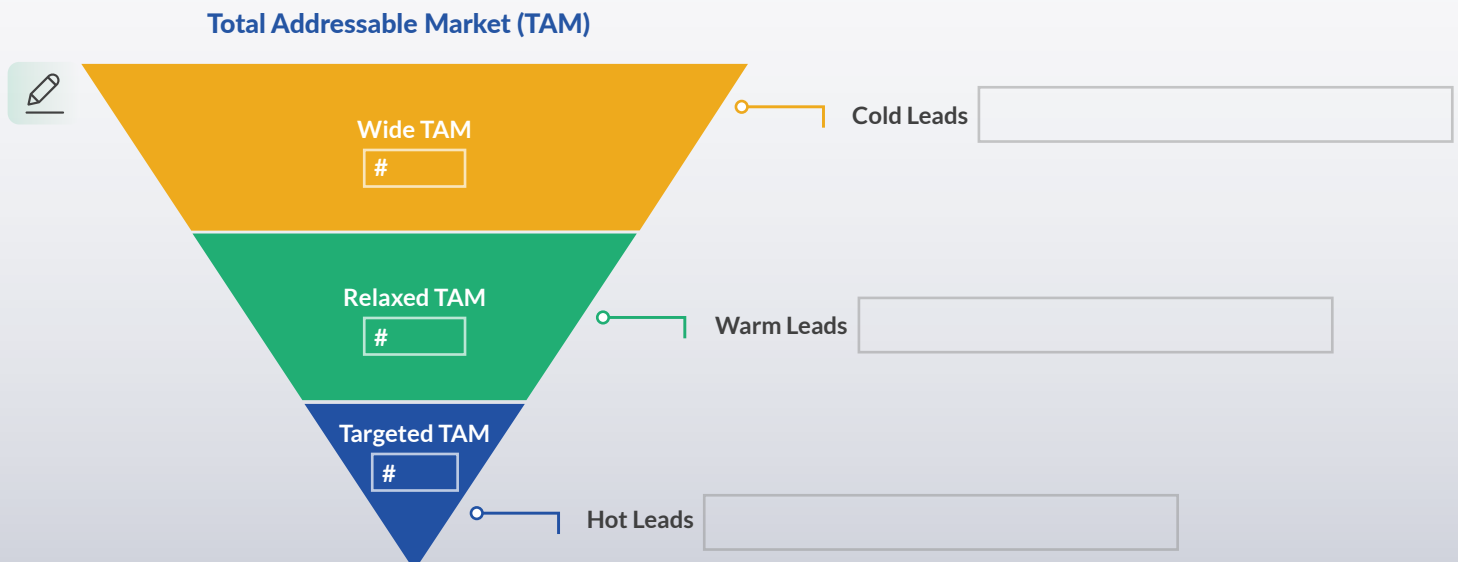 Total Addressable Market (TAM)
Wide TAM
#
Cold Leads
Relaxed TAM
#
Warm Leads
Targeted TAM
#
Hot Leads